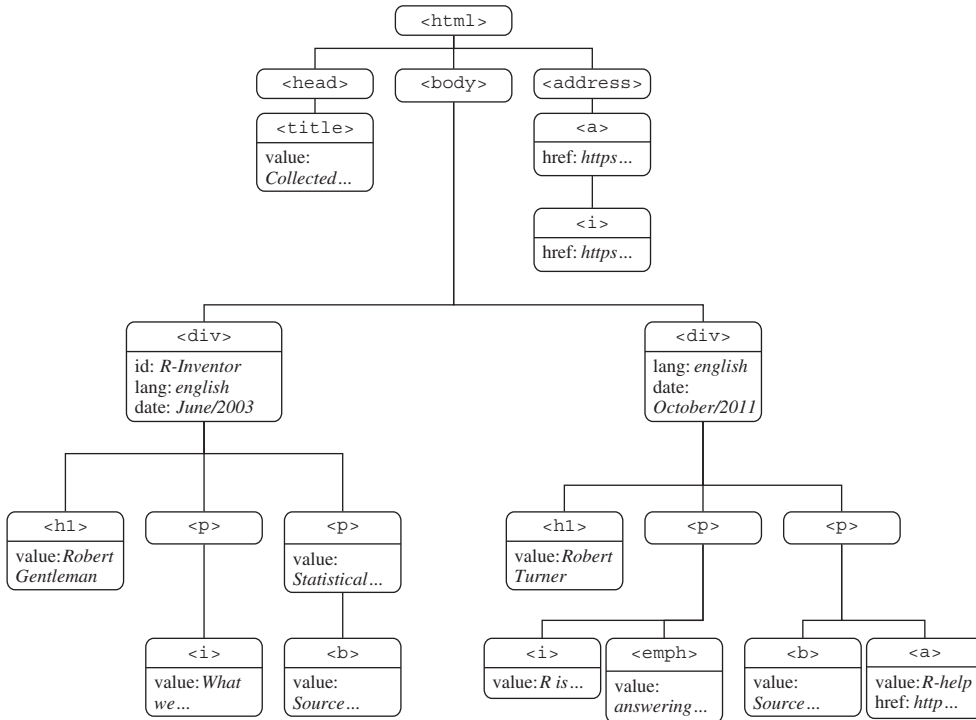 <html>
<head>
<body>
<address>
<title>
value:
Collected...
<a>
href: https...
<i>
href: https...
<div>
id: R-Inventor
lang: english
date: June/2003
<div>
lang: english
date:
October/2011
<h1>
value:Robert
Gentleman
<p>
<p>
value:
Statistical...
<h1>
value:Robert
Turner
<p>
<p>
<i>
value:What
we...
<b>
value:
Source...
<i>
value:R is...
<emph>
value:
answering...
<b>
value:
Source...
<a>
value:R-help
href: http...